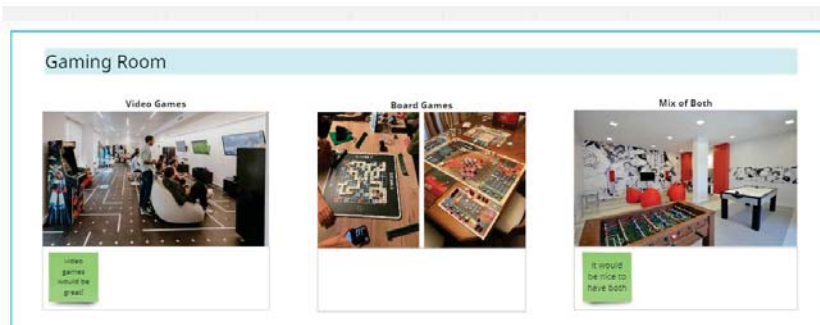 Gaming Room
Video Games
Board Games
Mix of Both
video
games
would be
great!
It would
be nice to
have both